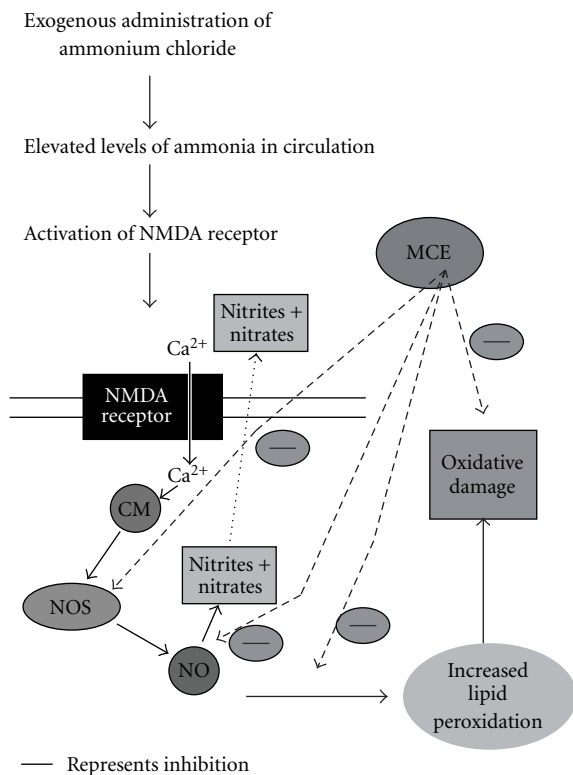 Exogenous administration of
ammonium chloride
Elevated levels of ammonia in circulation
Activation of NMDA receptor
MCE
Nitrites +
nitrates
Ca²⁺
NMDA
receptor
Ca²⁺
Oxidative
damage
CM
Nitrites +
nitrates
NOS
NO
Increased
lipid
peroxidation
— Represents inhibition